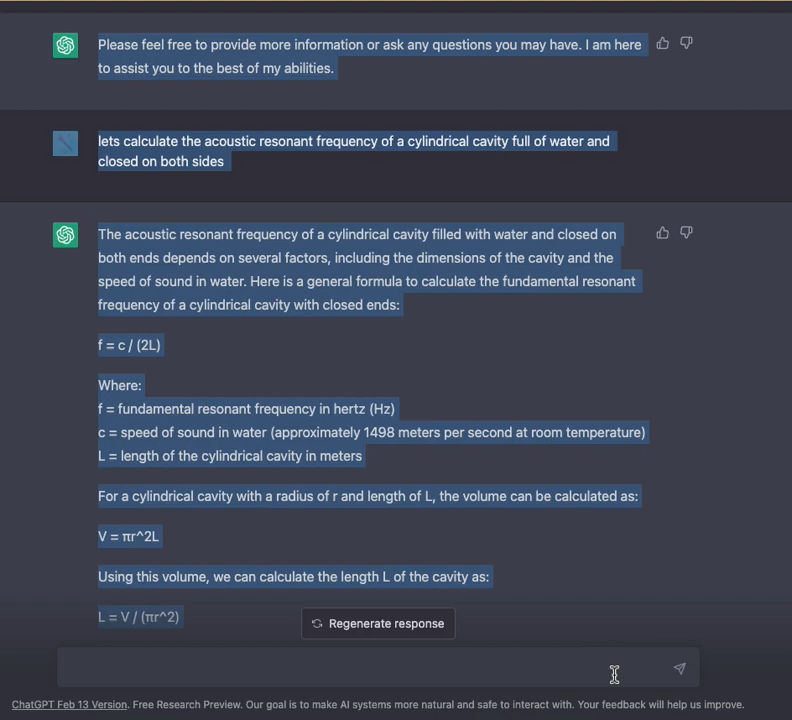 Please feel free to provide more information or ask any questions you may have. I am here
to assist you to the best of my abilities.
lets calculate the acoustic resonant frequency of a cylindrical cavity full of water and
closed on both sides
The acoustic resonant frequency of a cylindrical cavity filled with water and closed on
both ends depends on several factors, including the dimensions of the cavity and the
speed of sound in water. Here is a general formula to calculate the fundamental resonant
frequency of a cylindrical cavity with closed ends:
f = c / (2L)
Where:
f = fundamental resonant frequency in hertz (Hz)
c = speed of sound in water (approximately 1498 meters per second at room temperature)
L = length of the cylindrical cavity in meters
For a cylindrical cavity with a radius of r and length of L, the volume can be calculated as:
V = πr^2L
Using this volume, we can calculate the length L of the cavity as:
L = V / (πr^2)
Regenerate response
ChatGPT Feb 13 Version. Free Research Preview. Our goal is to make AI systems more natural and safe to interact with. Your feedback will help us improve.